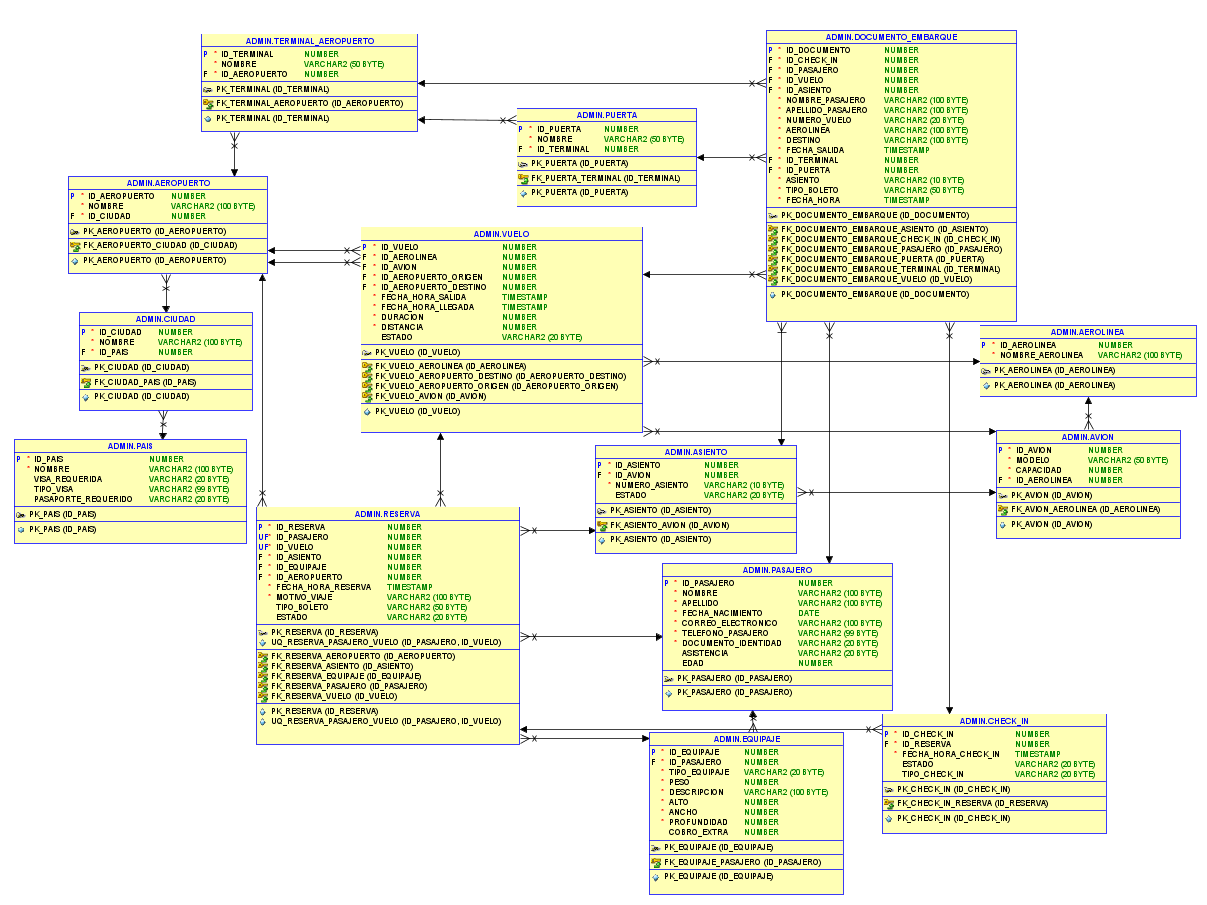 ADMIN.TERMINAL_AEROPUERTO
P * ID_TERMINAL NUMBER
* NOMBRE VARCHAR2 (50 BYTE)
F * ID_AEROPUERTO NUMBER
PK_TERMINAL (ID_TERMINAL)
FK_TERMINAL_AEROPUERTO (ID_AEROPUERTO)
PK_TERMINAL (ID_TERMINAL)
ADMIN.DOCUMENTO_EMBARQUE
P * ID_DOCUMENTO NUMBER
F * ID_CHECK_IN NUMBER
F * ID_PASAJERO NUMBER
F * ID_VUELO NUMBER
F * ID_ASIENTO NUMBER
* NOMBRE_PASAJERO VARCHAR2 (100 BYTE)
* APELLIDO_PASAJERO VARCHAR2 (100 BYTE)
* NUMERO_VUELO VARCHAR2 (20 BYTE)
* AEROLINEA VARCHAR2 (100 BYTE)
* DESTINO VARCHAR2 (100 BYTE)
* FECHA_SALIDA TIMESTAMP
F * ID_TERMINAL NUMBER
F * ID_PUERTA NUMBER
* ASIENTO VARCHAR2 (10 BYTE)
* TIPO_BOLETO VARCHAR2 (50 BYTE)
* FECHA_HORA TIMESTAMP
PK_DOCUMENTO_EMBARQUE (ID_DOCUMENTO)
FK_DOCUMENTO_EMBARQUE_ASIENTO (ID_ASIENTO)
FK_DOCUMENTO_EMBARQUE_CHECK_IN (ID_CHECK_IN)
FK_DOCUMENTO_EMBARQUE_PASAJERO (ID_PASAJERO)
FK_DOCUMENTO_EMBARQUE_PUERTA (ID_PUERTA)
FK_DOCUMENTO_EMBARQUE_TERMINAL (ID_TERMINAL)
FK_DOCUMENTO_EMBARQUE_VUELO (ID_VUELO)
PK_DOCUMENTO_EMBARQUE (ID_DOCUMENTO)
ADMIN.PUERTA
P * ID_PUERTA NUMBER
* NOMBRE VARCHAR2 (50 BYTE)
F * ID_TERMINAL NUMBER
PK_PUERTA (ID_PUERTA)
FK_PUERTA_TERMINAL (ID_TERMINAL)
PK_PUERTA (ID_PUERTA)
ADMIN.AEROPUERTO
P * ID_AEROPUERTO NUMBER
* NOMBRE VARCHAR2 (100 BYTE)
F * ID_CIUDAD NUMBER
PK_AEROPUERTO (ID_AEROPUERTO)
FK_AEROPUERTO_CIUDAD (ID_CIUDAD)
PK_AEROPUERTO (ID_AEROPUERTO)
ADMIN.VUELO
P * ID_VUELO NUMBER
F * ID_AEROLINEA NUMBER
F * ID_AVION NUMBER
F * ID_AEROPUERTO_ORIGEN NUMBER
F * ID_AEROPUERTO_DESTINO NUMBER
* FECHA_HORA_SALIDA TIMESTAMP
* FECHA_HORA_LLEGADA TIMESTAMP
* DURACION NUMBER
* DISTANCIA NUMBER
ESTADO VARCHAR2 (20 BYTE)
PK_VUELO (ID_VUELO)
FK_VUELO_AEROLINEA (ID_AEROLINEA)
FK_VUELO_AEROPUERTO_DESTINO (ID_AEROPUERTO_DESTINO)
FK_VUELO_AEROPUERTO_ORIGEN (ID_AEROPUERTO_ORIGEN)
FK_VUELO_AVION (ID_AVION)
PK_VUELO (ID_VUELO)
ADMIN.CIUDAD
P * ID_CIUDAD NUMBER
* NOMBRE VARCHAR2 (100 BYTE)
F * ID_PAIS NUMBER
PK_CIUDAD (ID_CIUDAD)
FK_CIUDAD_PAIS (ID_PAIS)
PK_CIUDAD (ID_CIUDAD)
ADMIN.AEROLINEA
P * ID_AEROLINEA NUMBER
* NOMBRE_AEROLINEA VARCHAR2 (100 BYTE)
PK_AEROLINEA (ID_AEROLINEA)
PK_AEROLINEA (ID_AEROLINEA)
ADMIN.PAIS
P * ID_PAIS NUMBER
* NOMBRE VARCHAR2 (100 BYTE)
VISA_REQUERIDA VARCHAR2 (20 BYTE)
TIPO_VISA VARCHAR2 (99 BYTE)
PASAPORTE_REQUERIDO VARCHAR2 (20 BYTE)
PK_PAIS (ID_PAIS)
PK_PAIS (ID_PAIS)
ADMIN.AVION
P * ID_AVION NUMBER
* MODELO VARCHAR2 (50 BYTE)
* CAPACIDAD NUMBER
F * ID_AEROLINEA NUMBER
PK_AVION (ID_AVION)
FK_AVION_AEROLINEA (ID_AEROLINEA)
PK_AVION (ID_AVION)
ADMIN.ASIENTO
P * ID_ASIENTO NUMBER
F * ID_AVION NUMBER
* NUMERO_ASIENTO VARCHAR2 (10 BYTE)
ESTADO VARCHAR2 (20 BYTE)
PK_ASIENTO (ID_ASIENTO)
FK_ASIENTO_AVION (ID_AVION)
PK_ASIENTO (ID_ASIENTO)
ADMIN.RESERVA
P * ID_RESERVA NUMBER
UF* ID_PASAJERO NUMBER
UF* ID_VUELO NUMBER
F * ID_ASIENTO NUMBER
F * ID_EQUIPAJE NUMBER
F * ID_AEROPUERTO NUMBER
* FECHA_HORA_RESERVA TIMESTAMP
* MOTIVO_VIAJE VARCHAR2 (100 BYTE)
TIPO_BOLETO VARCHAR2 (50 BYTE)
ESTADO VARCHAR2 (20 BYTE)
PK_RESERVA (ID_RESERVA)
UQ_RESERVA_PASAJERO_VUELO (ID_PASAJERO, ID_VUELO)
FK_RESERVA_AEROPUERTO (ID_AEROPUERTO)
FK_RESERVA_ASIENTO (ID_ASIENTO)
FK_RESERVA_EQUIPAJE (ID_EQUIPAJE)
FK_RESERVA_PASAJERO (ID_PASAJERO)
FK_RESERVA_VUELO (ID_VUELO)
PK_RESERVA (ID_RESERVA)
UQ_RESERVA_PASAJERO_VUELO (ID_PASAJERO, ID_VUELO)
ADMIN.PASAJERO
P * ID_PASAJERO NUMBER
* NOMBRE VARCHAR2 (100 BYTE)
* APELLIDO VARCHAR2 (100 BYTE)
* FECHA_NACIMIENTO DATE
* CORREO_ELECTRONICO VARCHAR2 (100 BYTE)
* TELEFONO_PASAJERO VARCHAR2 (99 BYTE)
* DOCUMENTO_IDENTIDAD VARCHAR2 (20 BYTE)
ASISTENCIA VARCHAR2 (20 BYTE)
EDAD NUMBER
PK_PASAJERO (ID_PASAJERO)
PK_PASAJERO (ID_PASAJERO)
ADMIN.CHECK_IN
P * ID_CHECK_IN NUMBER
F * ID_RESERVA NUMBER
* FECHA_HORA_CHECK_IN TIMESTAMP
ESTADO VARCHAR2 (20 BYTE)
TIPO_CHECK_IN VARCHAR2 (20 BYTE)
PK_CHECK_IN (ID_CHECK_IN)
FK_CHECK_IN_RESERVA (ID_RESERVA)
PK_CHECK_IN (ID_CHECK_IN)
ADMIN.EQUIPAJE
P * ID_EQUIPAJE NUMBER
F * ID_PASAJERO NUMBER
* TIPO_EQUIPAJE VARCHAR2 (20 BYTE)
* PESO NUMBER
* DESCRIPCION VARCHAR2 (100 BYTE)
* ALTO NUMBER
* ANCHO NUMBER
* PROFUNDIDAD NUMBER
COBRO_EXTRA NUMBER
PK_EQUIPAJE (ID_EQUIPAJE)
FK_EQUIPAJE_PASAJERO (ID_PASAJERO)
PK_EQUIPAJE (ID_EQUIPAJE)